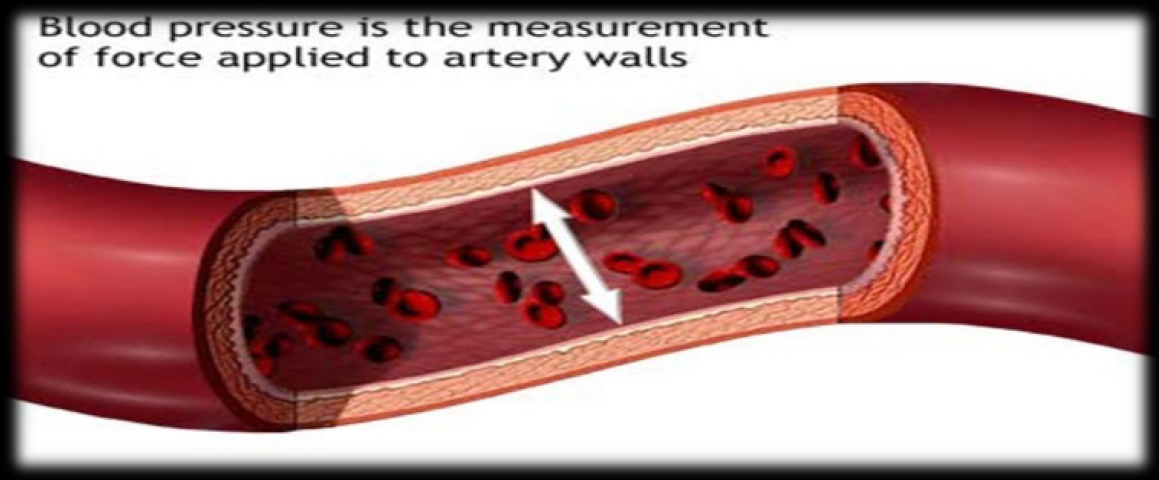 Blood pressure is the measurement
of force applied to artery walls